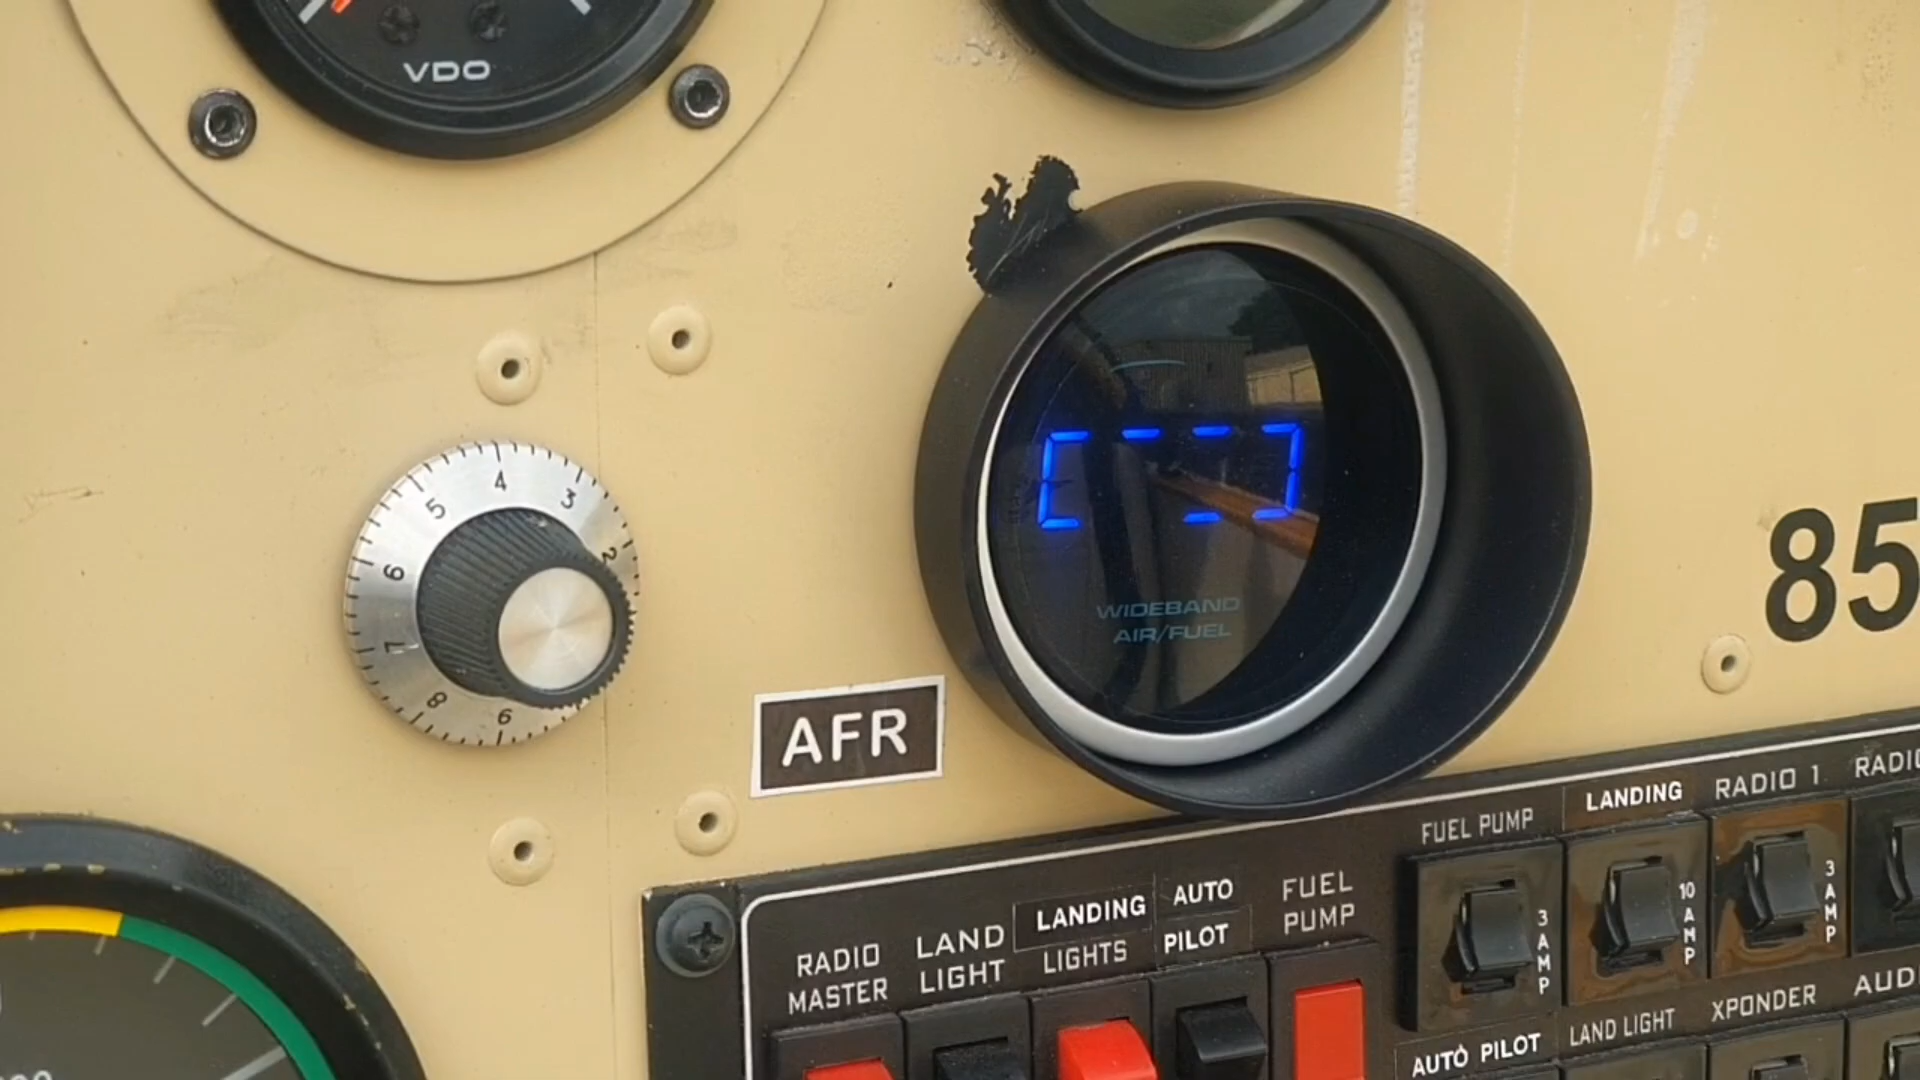 VDO
4
3
5
2
6
7
8
9
WIDEBAND
AIR/FUEL
85
AFR
FUEL PUMP
LANDING
RADIO 1
RADIO
3 AMP
10 AMP
3 AMP
RADIO MASTER
LAND LIGHT
LANDING
LIGHTS
AUTO
PILOT
FUEL PUMP
AUTO PILOT
LAND LIGHT
XPONDER